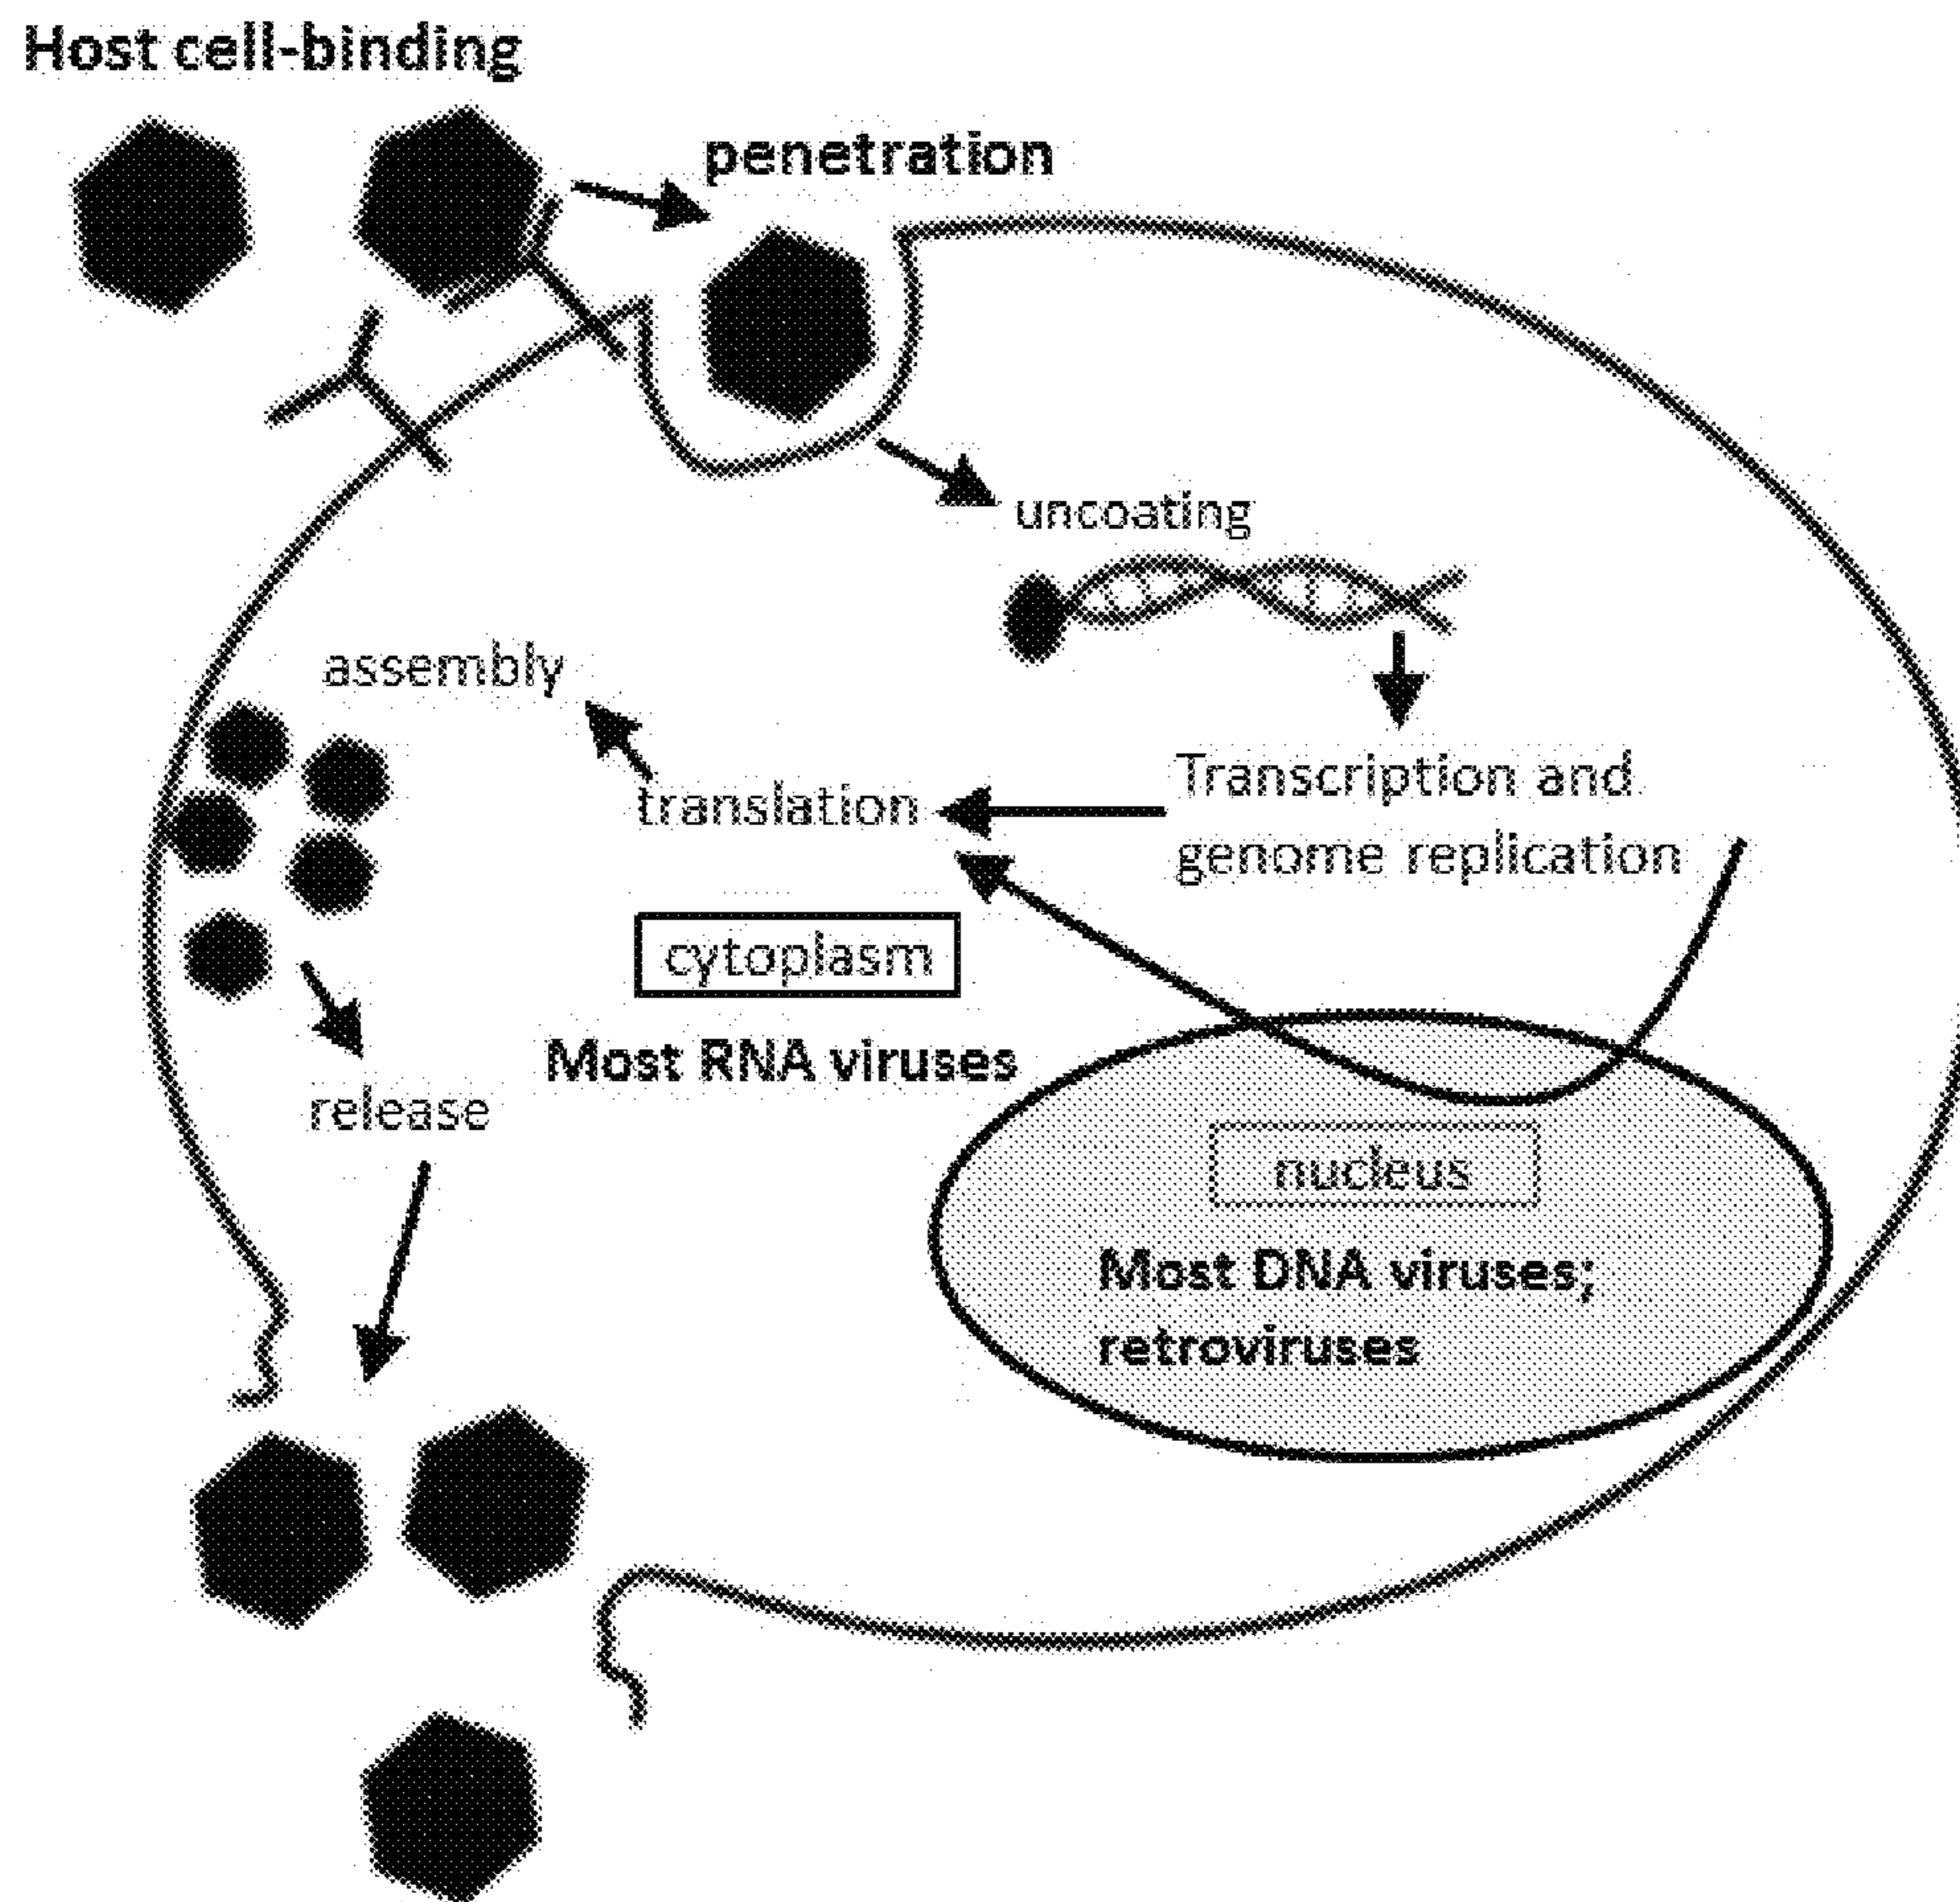 Host cell-binding
penetration
uncoating
assembly
translation
Transcription and
genome replication
cytoplasm
Most RNA viruses
release
nucleus
Most DNA viruses;
retroviruses